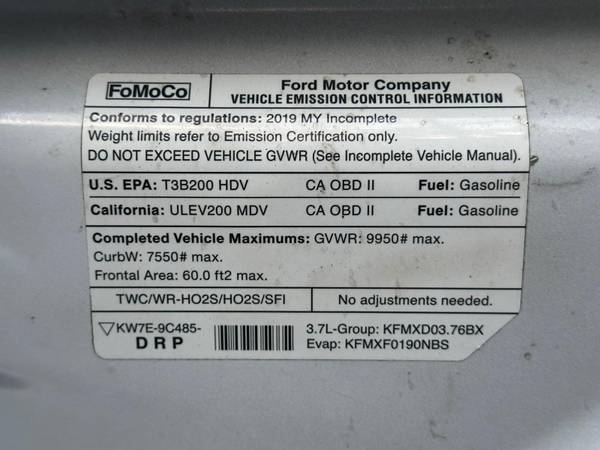 FoMoCo
Ford Motor Company
VEHICLE EMISSION CONTROL INFORMATION
Conforms to regulations: 2019 MY Incomplete
Weight limits refer to Emission Certification only.
DO NOT EXCEED VEHICLE GVWR (See Incomplete Vehicle Manual).
U.S. EPA: T3B200 HDV CA OBD II Fuel: Gasoline
California: ULEV200 MDV CA OBD II Fuel: Gasoline
Completed Vehicle Maximums: GVWR: 9950# max.
CurbW: 7550# max.
Frontal Area: 60.0 ft2 max.
TWC/WR-HO2S/HO2S/SFI No adjustments needed.
KW7E-9C485-
DRP
3.7L-Group: KFMXD03.76BX
Evap: KFMXF0190NBS